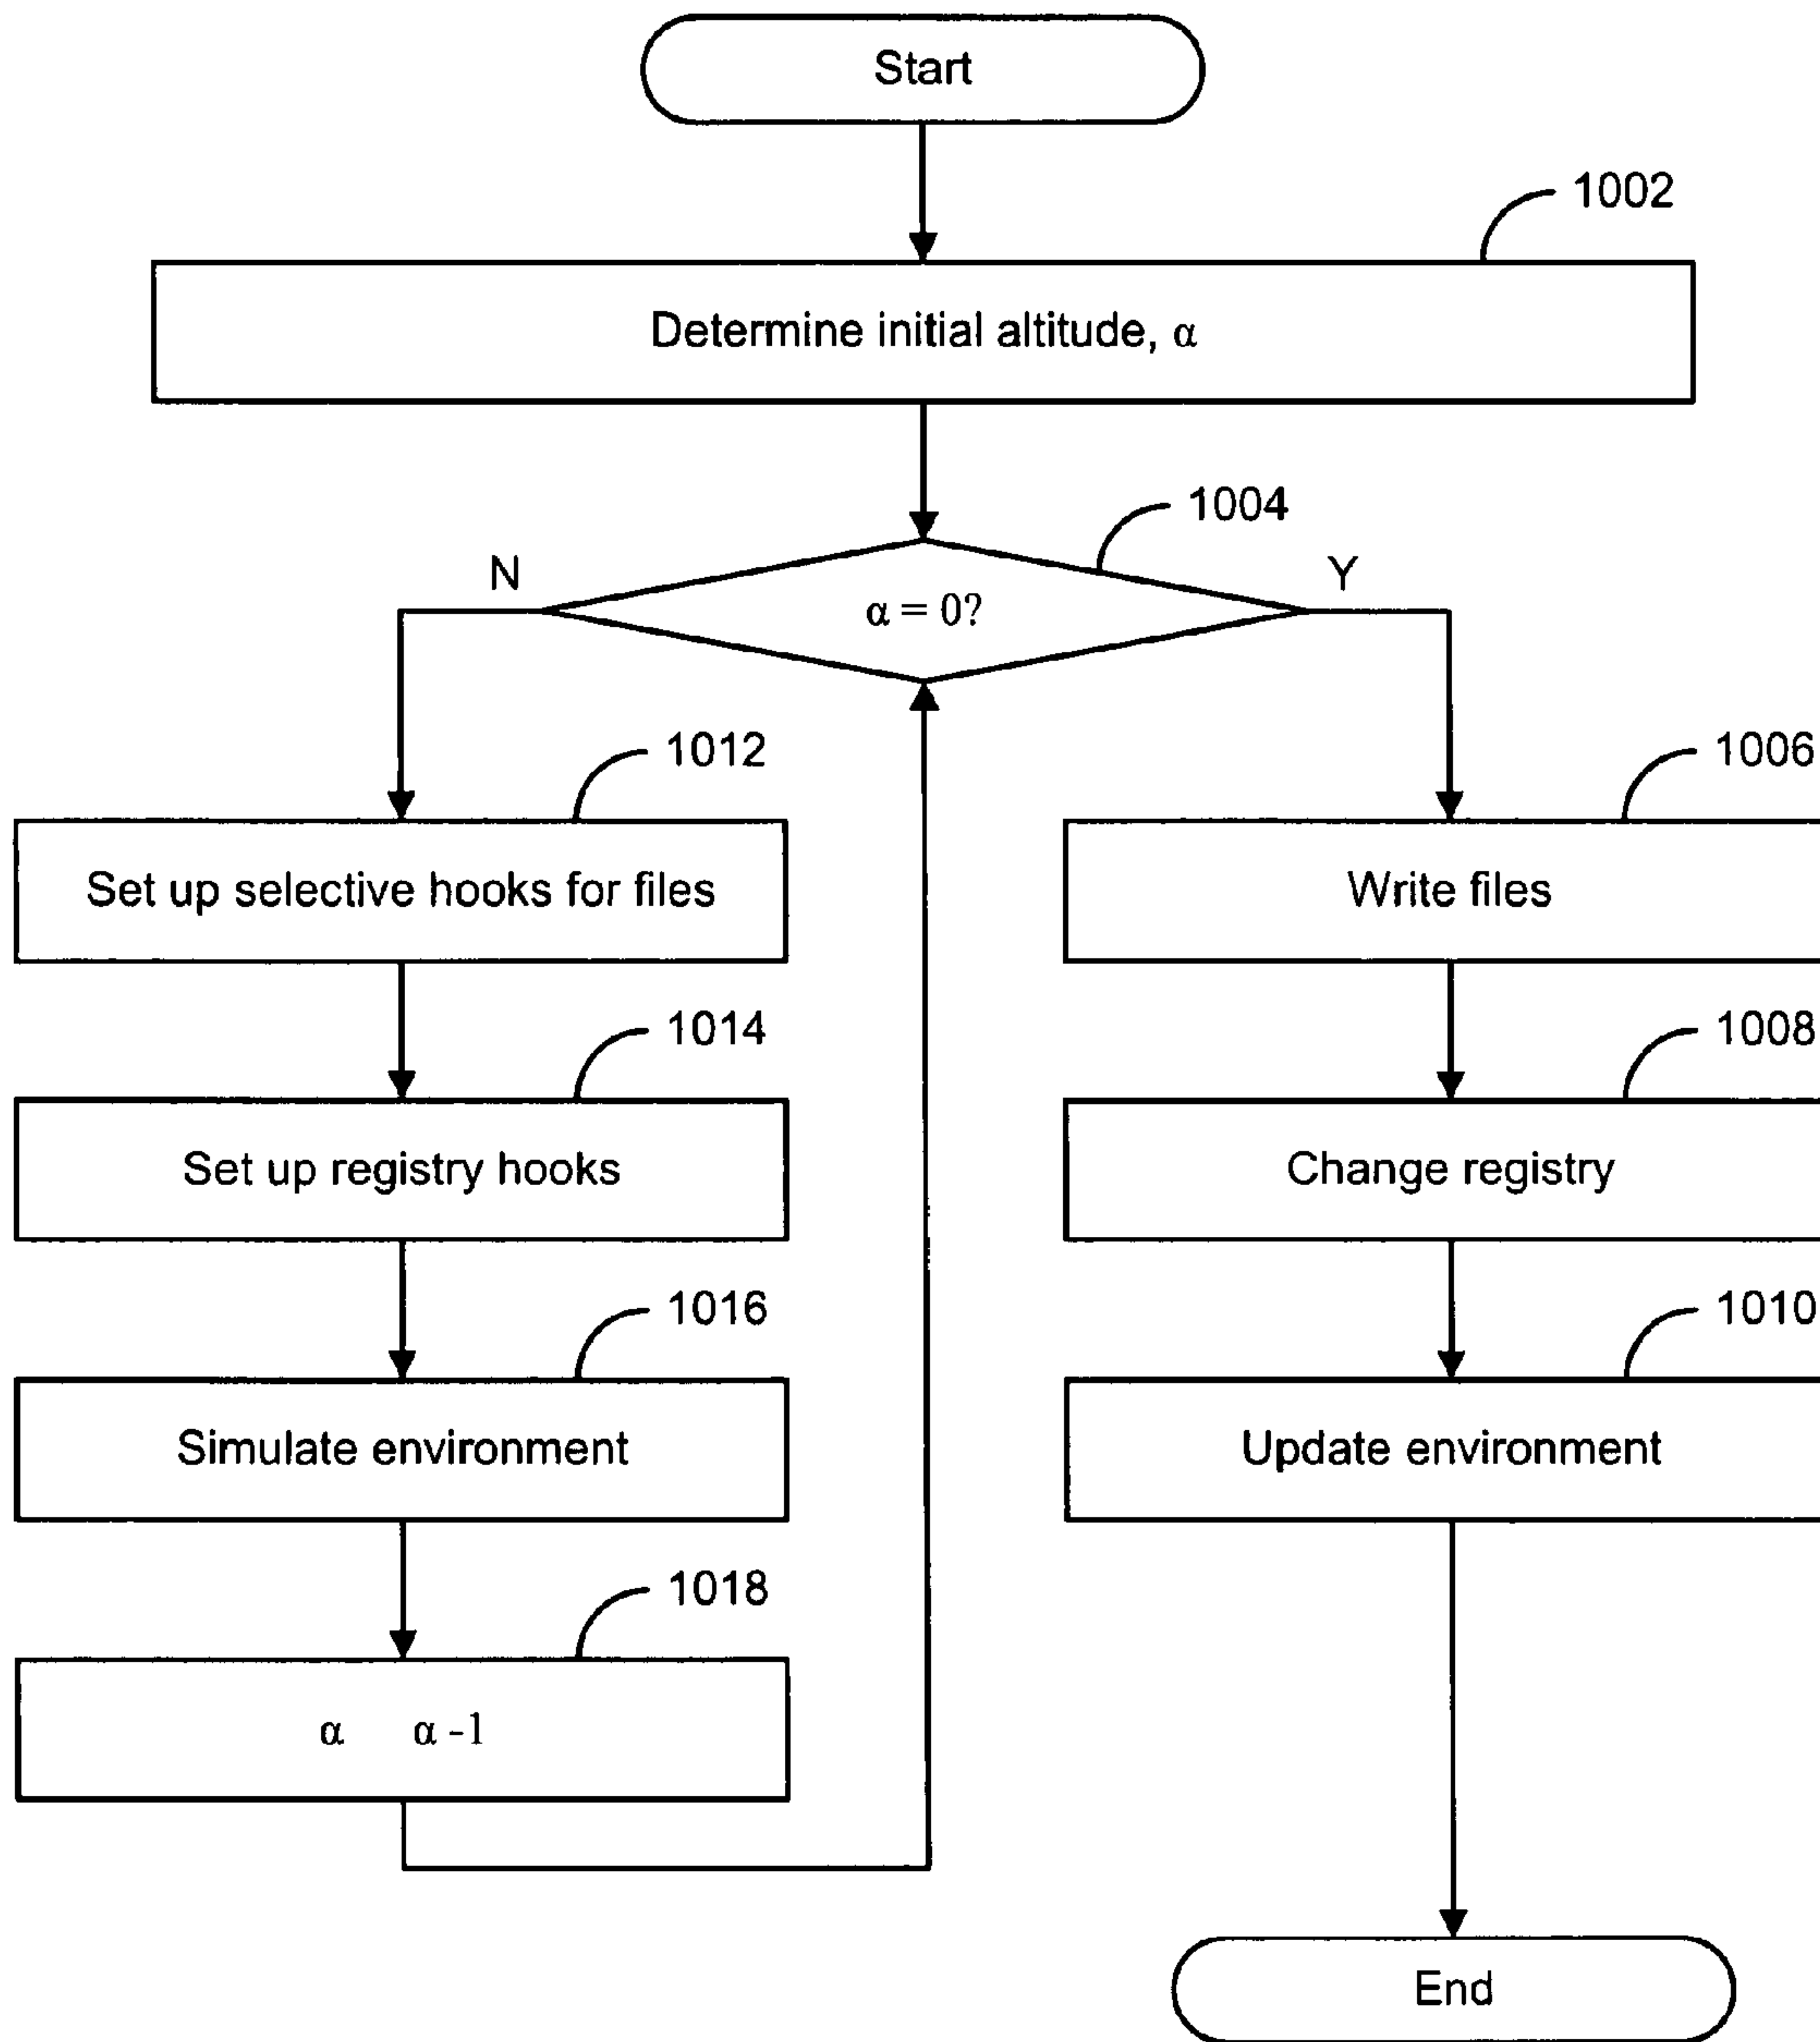 Start
1002
Determine initial altitude, α
1004
N
Y
α = 0?
1012
1006
Set up selective hooks for files
Write files
1014
1008
Set up registry hooks
Change registry
1016
1010
Simulate environment
Update environment
1018
α α -1
End